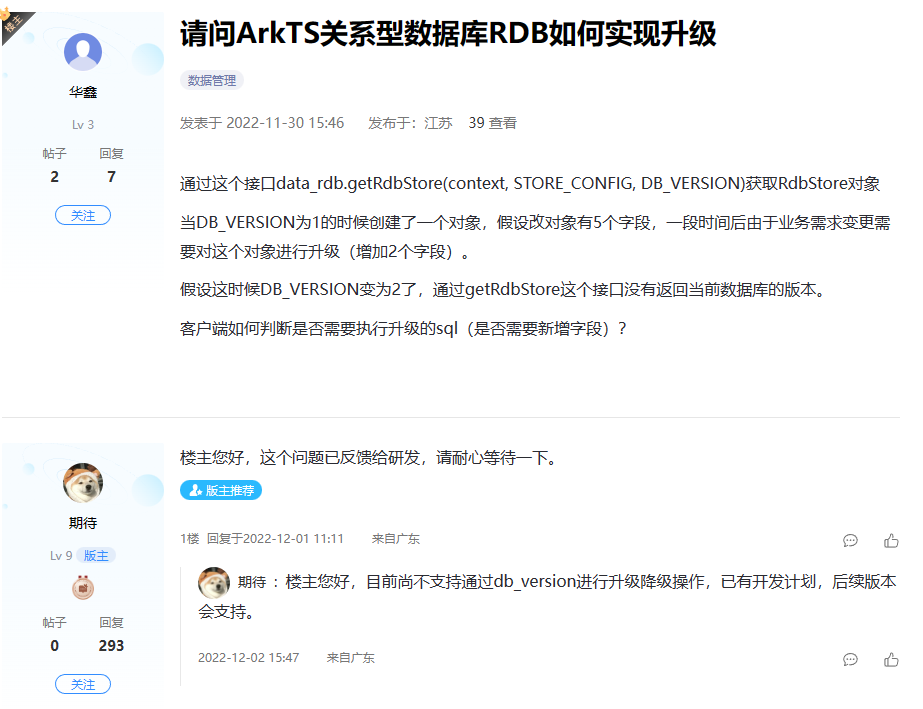 楼主
请问ArkTS关系型数据库RDB如何实现升级
华鑫
Lv 3
帖子 回复
2 7
关注
数据管理
发表于 2022-11-30 15:46 发布于：江苏 39 查看
通过这个接口data_rdb.getRdbStore(context, STORE_CONFIG, DB_VERSION)获取RdbStore对象
当DB_VERSION为1的时候创建了一个对象，假设改对象有5个字段，一段时间后由于业务需求变更需
要对这个对象进行升级（增加2个字段）。
假设这时候DB_VERSION变为2了，通过getRdbStore这个接口没有返回当前数据库的版本。
客户端如何判断是否需要执行升级的sql（是否需要新增字段）？
期待
Lv 9 版主
帖子 回复
0 293
关注
楼主您好，这个问题已反馈给研发，请耐心等待一下。
版主推荐
1楼 回复于2022-12-01 11:11 来自广东
期待 ：楼主您好，目前尚不支持通过db_version进行升级降级操作，已有开发计划，后续版本
会支持。
2022-12-02 15:47 来自广东